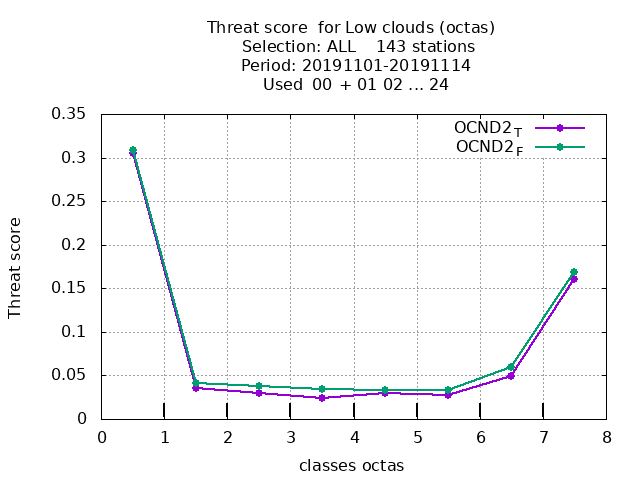 Threat score for Low clouds (octas)
Selection: ALL 143 stations
Period: 20191101-20191114
Used 00 + 01 02 ... 24
0.35
0.3
0.25
0.2
0.15
0.1
0.05
0
Threat score
OCND2T
OCND2F
0 1 2 3 4 5 6 7 8
classes octas